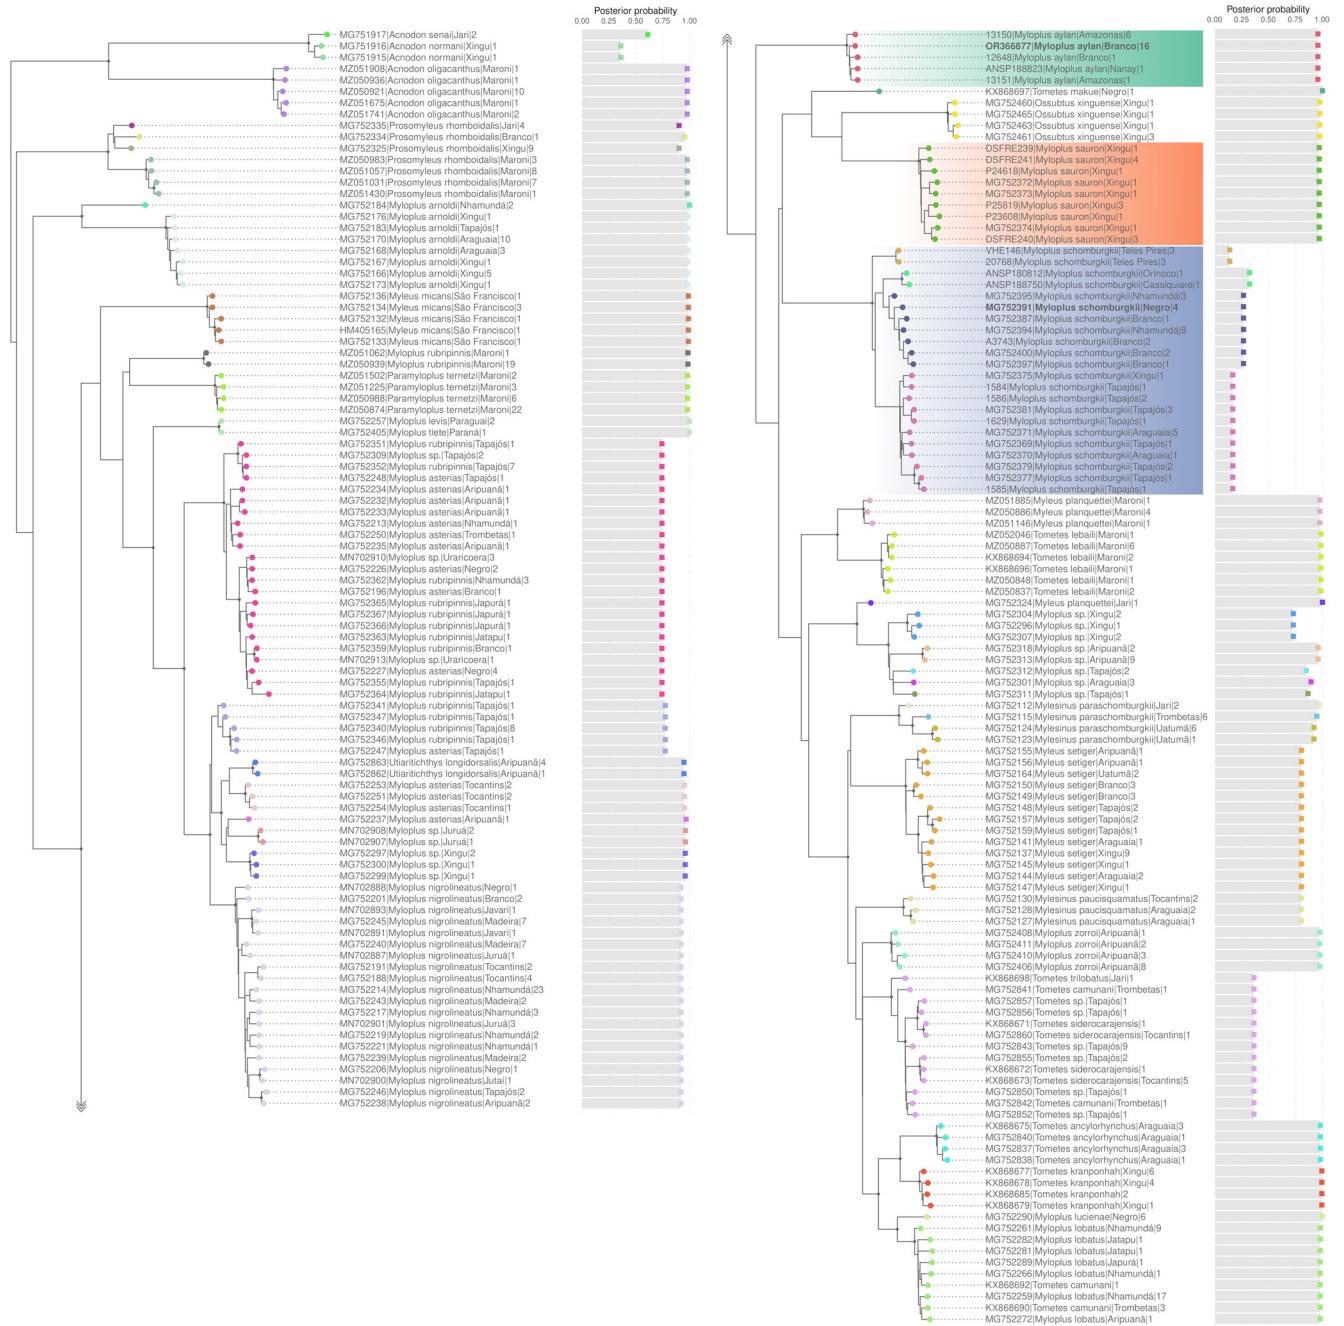 Posterior probability
0.00 0.25 0.50 0.75 1.00
MG751917|Acnodon senai|Jari|2
MG751916|Acnodon normani|Xingu|1
MG751915|Acnodon normani|Xingu|1
MZ051908|Acnodon oligacanthus|Maroni|1
MZ050936|Acnodon oligacanthus|Maroni|1
MZ050921|Acnodon oligacanthus|Maroni|10
MZ051675|Acnodon oligacanthus|Maroni|1
MZ051741|Acnodon oligacanthus|Maroni|2
MG752335|Prosomyleus rhomboidalis|Jari|4
MG752334|Prosomyleus rhomboidalis|Branco|1
MG752325|Prosomyleus rhomboidalis|Xingu|9
MZ050983|Prosomyleus rhomboidalis|Maroni|3
MZ051057|Prosomyleus rhomboidalis|Maroni|8
MZ051031|Prosomyleus rhomboidalis|Maroni|7
MZ051430|Prosomyleus rhomboidalis|Maroni|1
MG752184|Myloplus arnoldi|Nhamundá|2
MG752176|Myloplus arnoldi|Xingu|1
MG752183|Myloplus arnoldi|Tapajós|1
MG752170|Myloplus arnoldi|Araguaia|10
MG752168|Myloplus arnoldi|Araguaia|3
MG752167|Myloplus arnoldi|Xingu|1
MG752166|Myloplus arnoldi|Xingu|5
MG752173|Myloplus arnoldi|Xingu|1
MG752136|Myleus micans|São Francisco|1
MG752134|Myleus micans|São Francisco|3
MG752132|Myleus micans|São Francisco|1
HM405165|Myleus micans|São Francisco|1
MG752133|Myleus micans|São Francisco|1
MZ051062|Myloplus rubripinnis|Maroni|1
MZ050939|Myloplus rubripinnis|Maroni|19
MZ051502|Paramyloplus ternetzi|Maroni|2
MZ051225|Paramyloplus ternetzi|Maroni|3
MZ050988|Paramyloplus ternetzi|Maroni|6
MZ050874|Paramyloplus ternetzi|Maroni|22
MG752257|Myloplus levis|Paraguai|2
MG752405|Myloplus tiete|Paraná|1
MG752351|Myloplus rubripinnis|Tapajós|1
MG752309|Myloplus sp.|Tapajós|2
MG752352|Myloplus rubripinnis|Tapajós|7
MG752248|Myloplus asterias|Tapajós|1
MG752234|Myloplus asterias|Aripuanã|1
MG752232|Myloplus asterias|Aripuanã|1
MG752233|Myloplus asterias|Aripuanã|1
MG752213|Myloplus asterias|Nhamundá|1
MG752250|Myloplus asterias|Trombetas|1
MG752235|Myloplus asterias|Aripuanã|1
MN702910|Myloplus sp.|Uraricoera|3
MG752226|Myloplus asterias|Negro|2
MG752362|Myloplus rubripinnis|Nhamundá|3
MG752196|Myloplus asterias|Branco|1
MG752365|Myloplus rubripinnis|Japurá|1
MG752367|Myloplus rubripinnis|Japurá|1
MG752366|Myloplus rubripinnis|Japurá|1
MG752363|Myloplus rubripinnis|Jatapu|1
MG752359|Myloplus rubripinnis|Branco|1
MN702913|Myloplus sp.|Uraricoera|1
MG752227|Myloplus asterias|Negro|4
MG752355|Myloplus rubripinnis|Tapajós|1
MG752364|Myloplus rubripinnis|Jatapu|1
MG752341|Myloplus rubripinnis|Tapajós|1
MG752347|Myloplus rubripinnis|Tapajós|1
MG752340|Myloplus rubripinnis|Tapajós|8
MG752346|Myloplus rubripinnis|Tapajós|1
MG752247|Myloplus asterias|Tapajós|1
MG752863|Utiaritichthys longidorsalis|Aripuanã|4
MG752862|Utiaritichthys longidorsalis|Aripuanã|1
MG752253|Myloplus asterias|Tocantins|2
MG752251|Myloplus asterias|Tocantins|2
MG752254|Myloplus asterias|Tocantins|1
MG752237|Myloplus asterias|Aripuanã|1
MN702908|Myloplus sp.|Juruá|2
MN702907|Myloplus sp.|Juruá|1
MG752297|Myloplus sp.|Xingu|2
MG752300|Myloplus sp.|Xingu|1
MG752299|Myloplus sp.|Xingu|1
MN702888|Myloplus nigrolineatus|Negro|1
MG752201|Myloplus nigrolineatus|Branco|2
MN702893|Myloplus nigrolineatus|Javari|1
MG752245|Myloplus nigrolineatus|Madeira|7
MN702891|Myloplus nigrolineatus|Javari|1
MG752240|Myloplus nigrolineatus|Madeira|7
MN702887|Myloplus nigrolineatus|Juruá|1
MG752191|Myloplus nigrolineatus|Tocantins|2
MG752188|Myloplus nigrolineatus|Tocantins|4
MG752214|Myloplus nigrolineatus|Nhamundá|23
MG752243|Myloplus nigrolineatus|Madeira|2
MG752217|Myloplus nigrolineatus|Nhamundá|3
MN702901|Myloplus nigrolineatus|Juruá|3
MG752219|Myloplus nigrolineatus|Nhamundá|2
MG752221|Myloplus nigrolineatus|Nhamundá|1
MG752239|Myloplus nigrolineatus|Madeira|2
MG752206|Myloplus nigrolineatus|Negro|1
MN702900|Myloplus nigrolineatus|Jutaí|1
MG752246|Myloplus nigrolineatus|Tapajós|2
MG752238|Myloplus nigrolineatus|Aripuanã|2
Posterior probability
0.00 0.25 0.50 0.75 1.00
13150|Myloplus aylan|Amazonas|6
OR366877|Myloplus aylan|Branco|16
12648|Myloplus aylan|Branco|1
ANSP188823|Myloplus aylan|Nanay|1
13151|Myloplus aylan|Amazonas|1
KX868697|Tometes makue|Negro|1
MG752460|Ossubtus xinguense|Xingu|1
MG752465|Ossubtus xinguense|Xingu|1
MG752463|Ossubtus xinguense|Xingu|1
MG752461|Ossubtus xinguense|Xingu|3
DSFRE239|Myloplus sauron|Xingu|1
DSFRE241|Myloplus sauron|Xingu|4
P24618|Myloplus sauron|Xingu|1
MG752372|Myloplus sauron|Xingu|1
MG752373|Myloplus sauron|Xingu|1
P25819|Myloplus sauron|Xingu|3
P23608|Myloplus sauron|Xingu|1
MG752374|Myloplus sauron|Xingu|1
DSFRE240|Myloplus sauron|Xingu|3
VHE146|Myloplus schomburgkii|Teles Pires|3
20768|Myloplus schomburgkii|Teles Pires|3
ANSP180812|Myloplus schomburgkii|Orinoco|1
ANSP188750|Myloplus schomburgkii|Cassiquiare|1
MG752395|Myloplus schomburgkii|Nhamundá|3
MG752391|Myloplus schomburgkii|Negro|4
MG752387|Myloplus schomburgkii|Branco|1
MG752394|Myloplus schomburgkii|Nhamundá|8
A3743|Myloplus schomburgkii|Branco|2
MG752400|Myloplus schomburgkii|Branco|2
MG752397|Myloplus schomburgkii|Branco|1
MG752375|Myloplus schomburgkii|Xingu|1
1584|Myloplus schomburgkii|Tapajós|1
1586|Myloplus schomburgkii|Tapajós|2
MG752381|Myloplus schomburgkii|Tapajós|3
1629|Myloplus schomburgkii|Tapajós|1
MG752371|Myloplus schomburgkii|Araguaia|5
MG752369|Myloplus schomburgkii|Tapajós|1
MG752370|Myloplus schomburgkii|Araguaia|1
MG752379|Myloplus schomburgkii|Tapajós|2
MG752377|Myloplus schomburgkii|Tapajós|1
1585|Myloplus schomburgkii|Tapajós|1
MZ051885|Myleus planquettei|Maroni|1
MZ050886|Myleus planquettei|Maroni|4
MZ051146|Myleus planquettei|Maroni|1
MZ052046|Tometes lebaili|Maroni|1
MZ050887|Tometes lebaili|Maroni|6
KX868694|Tometes lebaili|Maroni|2
KX868696|Tometes lebaili|Maroni|1
MZ050848|Tometes lebaili|Maroni|1
MZ050837|Tometes lebaili|Maroni|2
MG752324|Myleus planquettei|Jari|1
MG752304|Myloplus sp.|Xingu|2
MG752296|Myloplus sp.|Xingu|1
MG752307|Myloplus sp.|Xingu|2
MG752318|Myloplus sp.|Aripuanã|2
MG752313|Myloplus sp.|Aripuanã|9
MG752312|Myloplus sp.|Tapajós|2
MG752301|Myloplus sp.|Araguaia|3
MG752311|Myloplus sp.|Tapajós|1
MG752112|Mylesinus paraschomburgkii|Jari|2
MG752115|Mylesinus paraschomburgkii|Trombetas|6
MG752124|Mylesinus paraschomburgkii|Uatumã|6
MG752123|Mylesinus paraschomburgkii|Uatumã|1
MG752155|Myleus setiger|Aripuanã|1
MG752156|Myleus setiger|Aripuanã|1
MG752164|Myleus setiger|Uatumã|2
MG752150|Myleus setiger|Branco|3
MG752149|Myleus setiger|Branco|3
MG752148|Myleus setiger|Tapajós|2
MG752157|Myleus setiger|Tapajós|2
MG752159|Myleus setiger|Tapajós|1
MG752141|Myleus setiger|Araguaia|1
MG752137|Myleus setiger|Xingu|9
MG752145|Myleus setiger|Xingu|1
MG752144|Myleus setiger|Araguaia|2
MG752147|Myleus setiger|Xingu|1
MG752130|Mylesinus paucisquamatus|Tocantins|2
MG752128|Mylesinus paucisquamatus|Araguaia|2
MG752127|Mylesinus paucisquamatus|Araguaia|1
MG752408|Myloplus zorroi|Aripuanã|1
MG752411|Myloplus zorroi|Aripuanã|2
MG752410|Myloplus zorroi|Aripuanã|3
MG752406|Myloplus zorroi|Aripuanã|8
KX868698|Tometes trilobatus|Jari|1
MG752841|Tometes camunani|Trombetas|1
MG752857|Tometes sp.|Tapajós|1
MG752856|Tometes sp.|Tapajós|1
KX868671|Tometes siderocarajensis|1
MG752860|Tometes siderocarajensis|Tocantins|1
MG752843|Tometes sp.|Tapajós|9
MG752855|Tometes sp.|Tapajós|2
KX868672|Tometes siderocarajensis|1
KX868673|Tometes siderocarajensis|Tocantins|5
MG752850|Tometes sp.|Tapajós|1
MG752842|Tometes camunani|Trombetas|1
MG752852|Tometes sp.|Tapajós|1
KX868675|Tometes ancylorhynchus|Araguaia|3
MG752840|Tometes ancylorhynchus|Araguaia|1
MG752837|Tometes ancylorhynchus|Araguaia|3
MG752838|Tometes ancylorhynchus|Araguaia|1
KX868677|Tometes kranponhah|Xingu|6
KX868678|Tometes kranponhah|Xingu|4
KX868685|Tometes kranponhah|2
KX868679|Tometes kranponhah|Xingu|1
MG752290|Myloplus lucienae|Negro|6
MG752261|Myloplus lobatus|Nhamundá|9
MG752282|Myloplus lobatus|Jatapu|1
MG752281|Myloplus lobatus|Jatapu|1
MG752289|Myloplus lobatus|Japurá|1
MG752266|Myloplus lobatus|Nhamundá|1
KX868692|Tometes camunani|1
MG752259|Myloplus lobatus|Nhamundá|17
KX868690|Tometes camunani|Trombetas|3
MG752272|Myloplus lobatus|Aripuanã|1